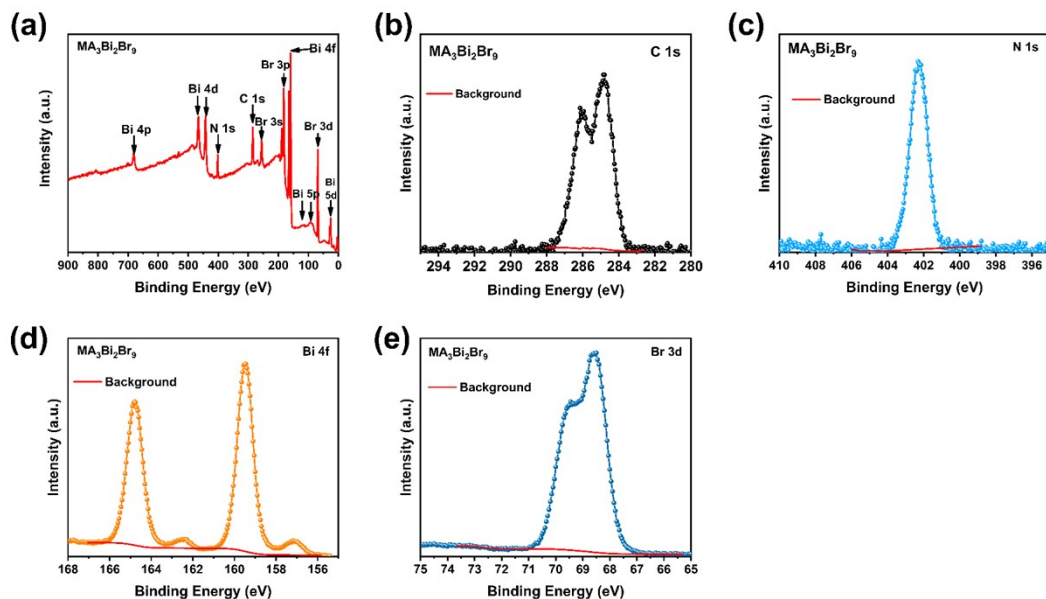 (a)
MA₃Bi₂Br₉
Bi 4f
Br 3p
Bi 4d
C 1s
Br 3s
N 1s
Bi 4p
Br 3d
Bi 5p
Bi
5d
Intensity (a.u.)
900 800 700 600 500 400 300 200 100 0
Binding Energy (eV)
(b)
MA₃Bi₂Br₉
C 1s
Background
Intensity (a.u.)
294 292 290 288 286 284 282 280
Binding Energy (eV)
(c)
MA₃Bi₂Br₉
N 1s
Background
Intensity (a.u.)
410 408 406 404 402 400 398 396
Binding Energy (eV)
(d)
MA₃Bi₂Br₉
Bi 4f
Background
Intensity (a.u.)
168 166 164 162 160 158 156
Binding Energy (eV)
(e)
MA₃Bi₂Br₉
Br 3d
Background
Intensity (a.u.)
75 74 73 72 71 70 69 68 67 66 65
Binding Energy (eV)